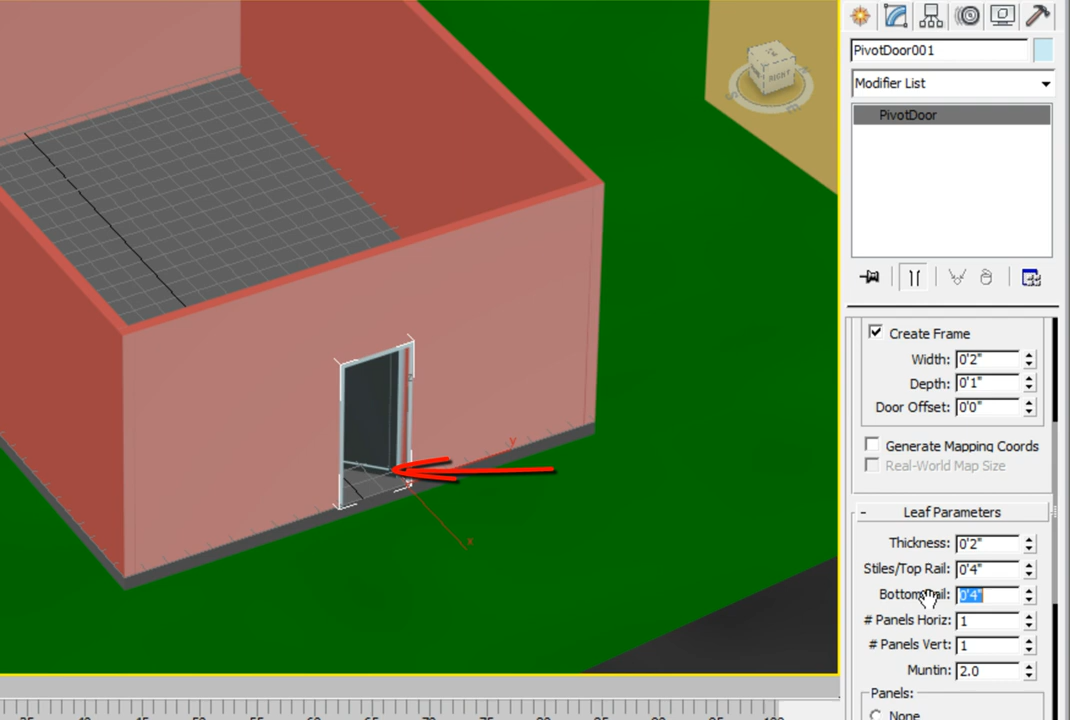 PivotDoor001
Modifier List
PivotDoor
RIGHT
Create Frame
Width: 0'2"
Depth: 0'1"
Door Offset: 0'0"
Generate Mapping Coords
Real-World Map Size
- Leaf Parameters
Thickness: 0'2"
Stiles/Top Rail: 0'4"
0'4"
# Panels Horiz: 1
# Panels Vert: 1
Muntin: 2.0
Panels:
None
y
x